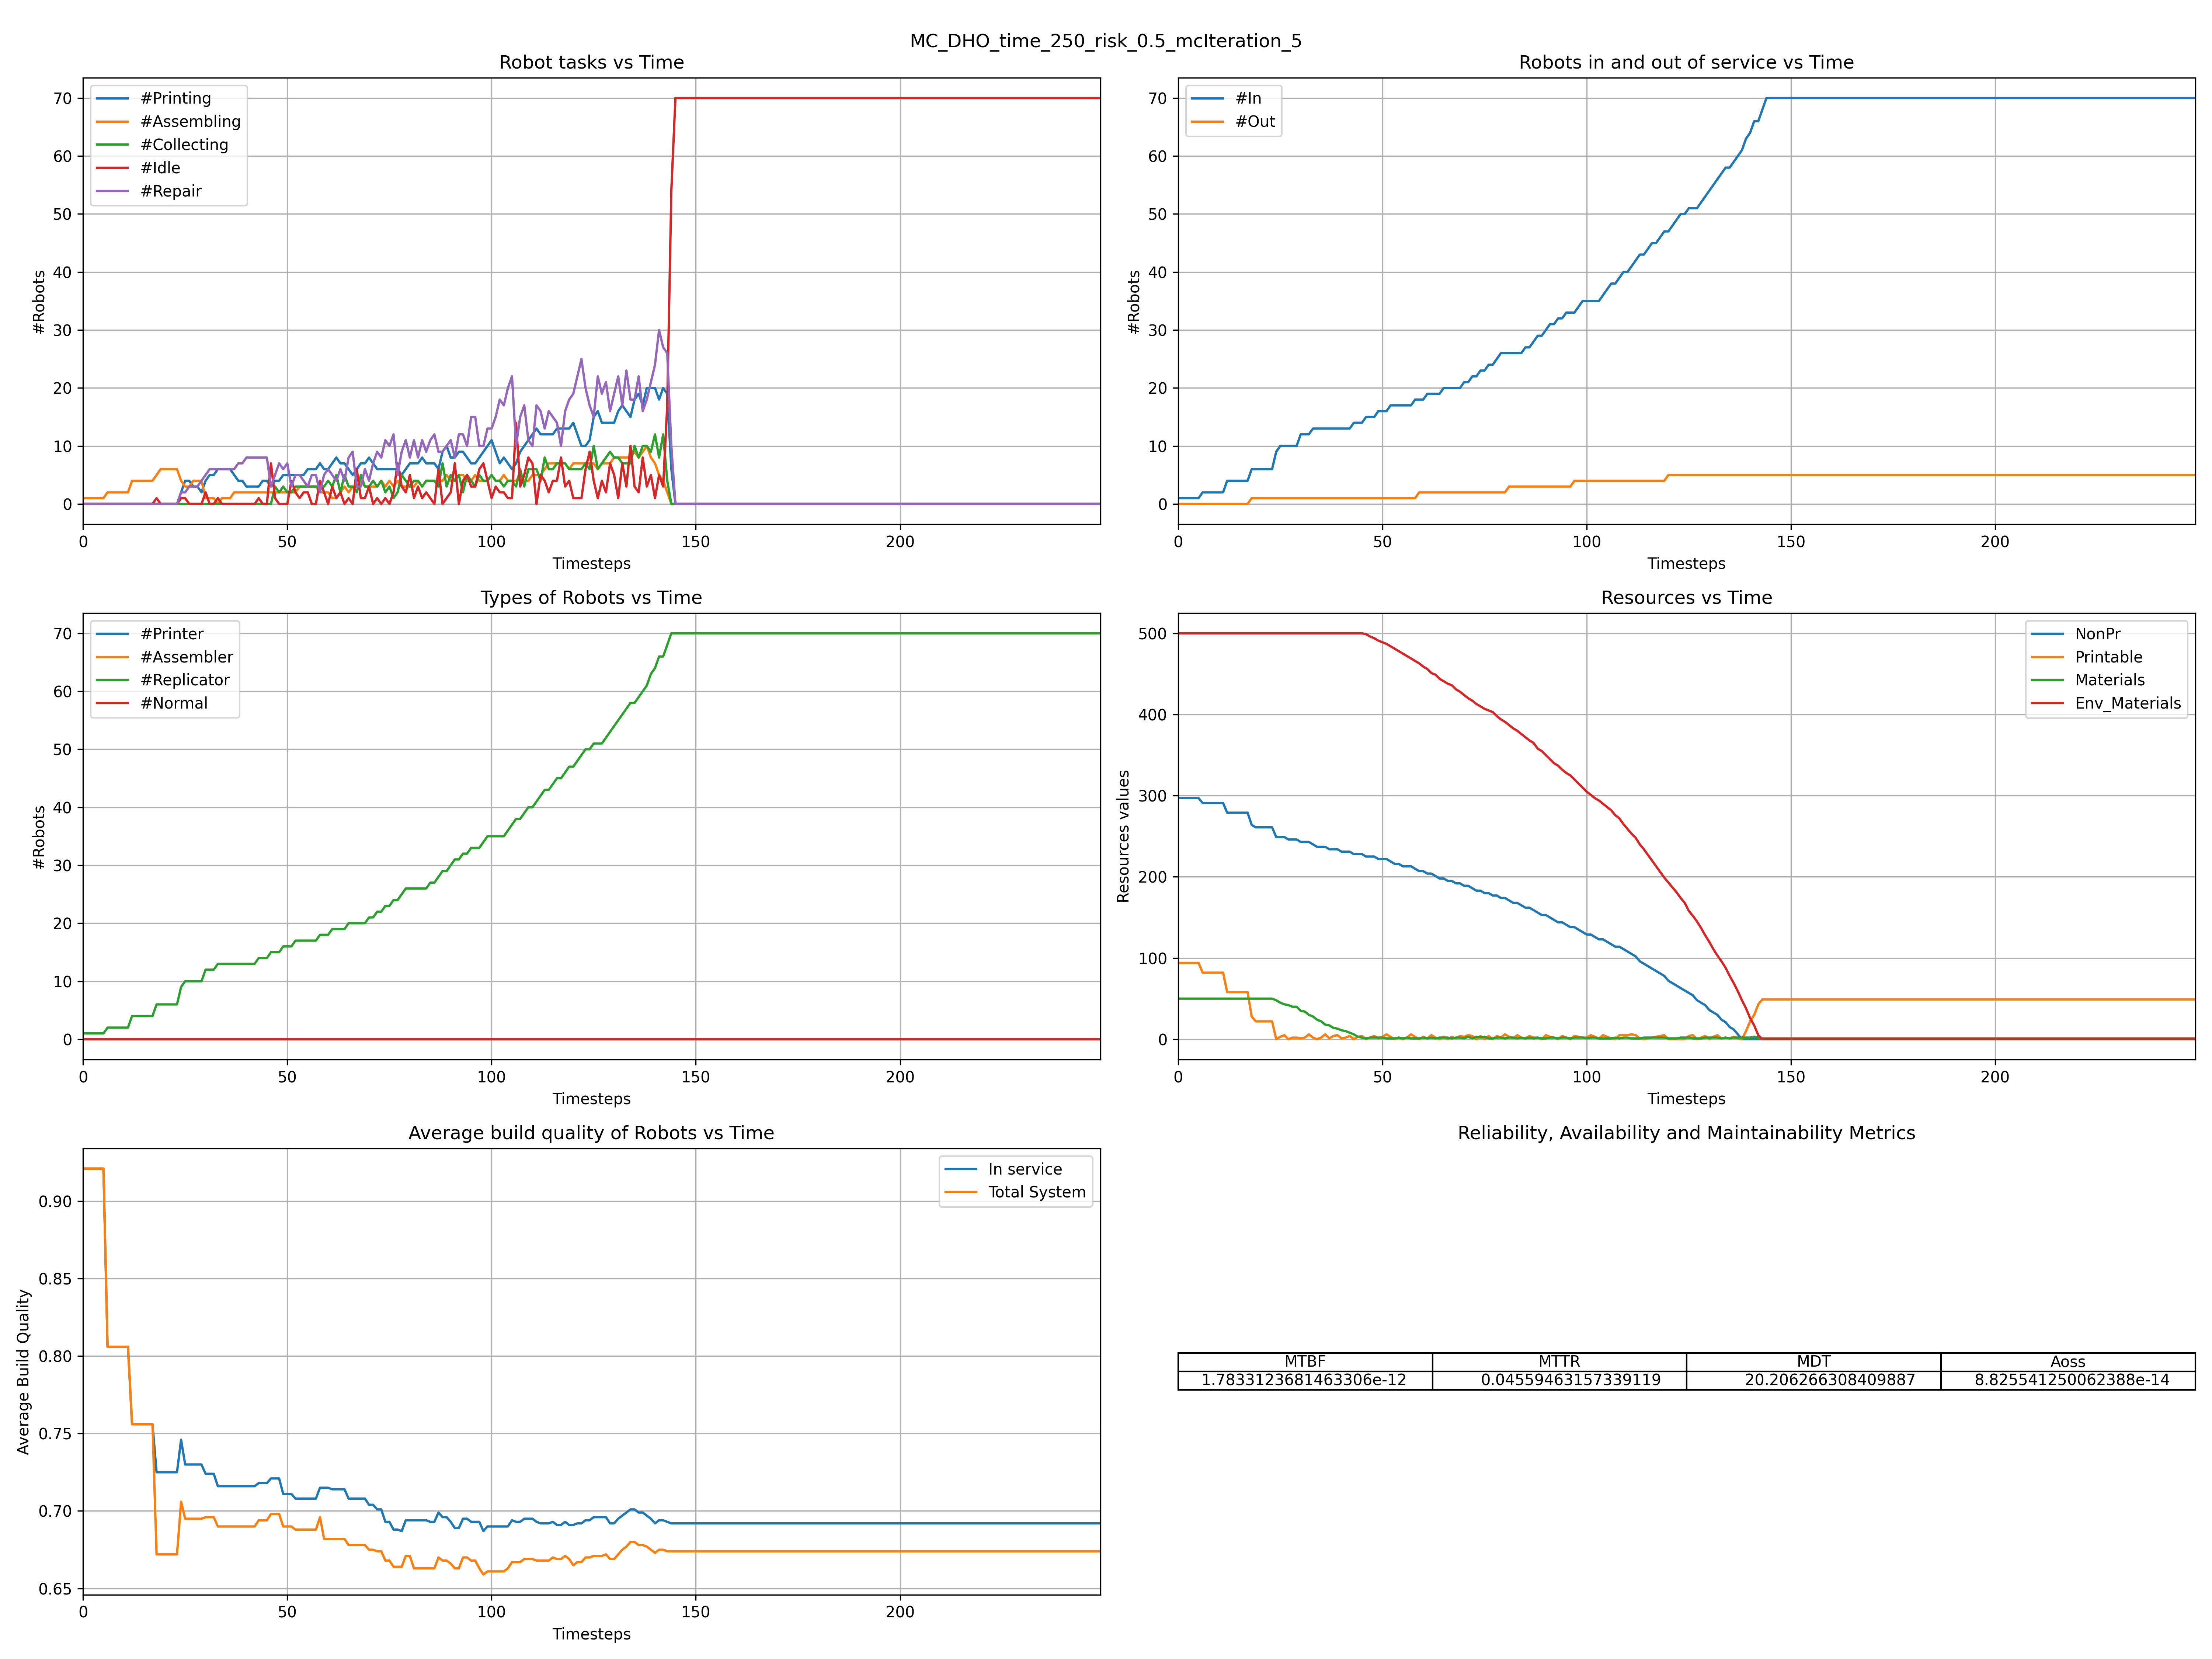 MC_DHO_time_250_risk_0.5_mcIteration_5
Robot tasks vs Time
#Printing
#Assembling
#Collecting
#Idle
#Repair
70
60
50
40
30
20
10
0
#Robots
0 50 100 150 200
Timesteps
Robots in and out of service vs Time
#In
#Out
70
60
50
40
30
20
10
0
#Robots
0 50 100 150 200
Timesteps
Types of Robots vs Time
#Printer
#Assembler
#Replicator
#Normal
70
60
50
40
30
20
10
0
#Robots
0 50 100 150 200
Timesteps
Resources vs Time
NonPr
Printable
Materials
Env_Materials
500
400
300
200
100
0
Resources values
0 50 100 150 200
Timesteps
Average build quality of Robots vs Time
In service
Total System
0.90
0.85
0.80
0.75
0.70
0.65
Average Build Quality
0 50 100 150 200
Timesteps
Reliability, Availability and Maintainability Metrics
MTBF MTTR MDT Aoss
1.7833123681463306e-12 0.04559463157339119 20.206266308409887 8.825541250062388e-14